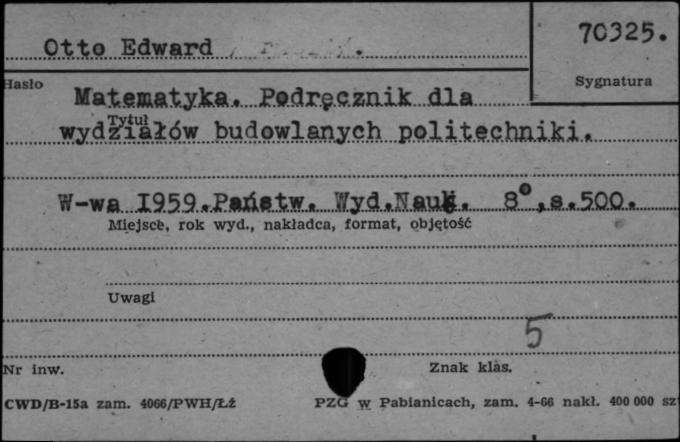 Otto Edward
70325.
Hasło
Sygnatura
Matematyka. Podręcznik dla
Tytuł
wydziałów budowlanych politechniki.
W-wa 1959.Państw. Wyd.Nauk. 8°,s.500.
Miejsce, rok wyd., nakładca, format, objętość
Uwagi
5
Nr inw.
Znak klas.
CWD/B-15a zam. 4066/PWH/Łż PZG w Pabianicach, zam. 4-66 nakł. 400 000 sz